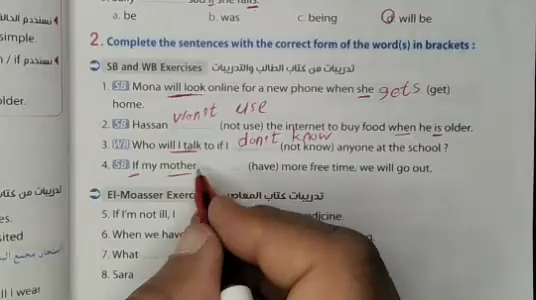 a. be b. was c. being d will be
simple.
2. Complete the sentences with the correct form of the word(s) in brackets :
SB and WB Exercises تدريبات من كتاب الطالب والتدريبات
1. SB Mona will look online for a new phone when she gets (get)
home.
older.
2. SB Hassan won't use (not use) the internet to buy food when he is older.
3. WB Who will I talk to if I don't know (not know) anyone at the school ?
4. SB If my mother (have) more free time, we will go out.
El-Moasser Exerc تدريبات كتاب
5. If I'm not ill, I
6. When we hav
7. What
8. Sara
I wear